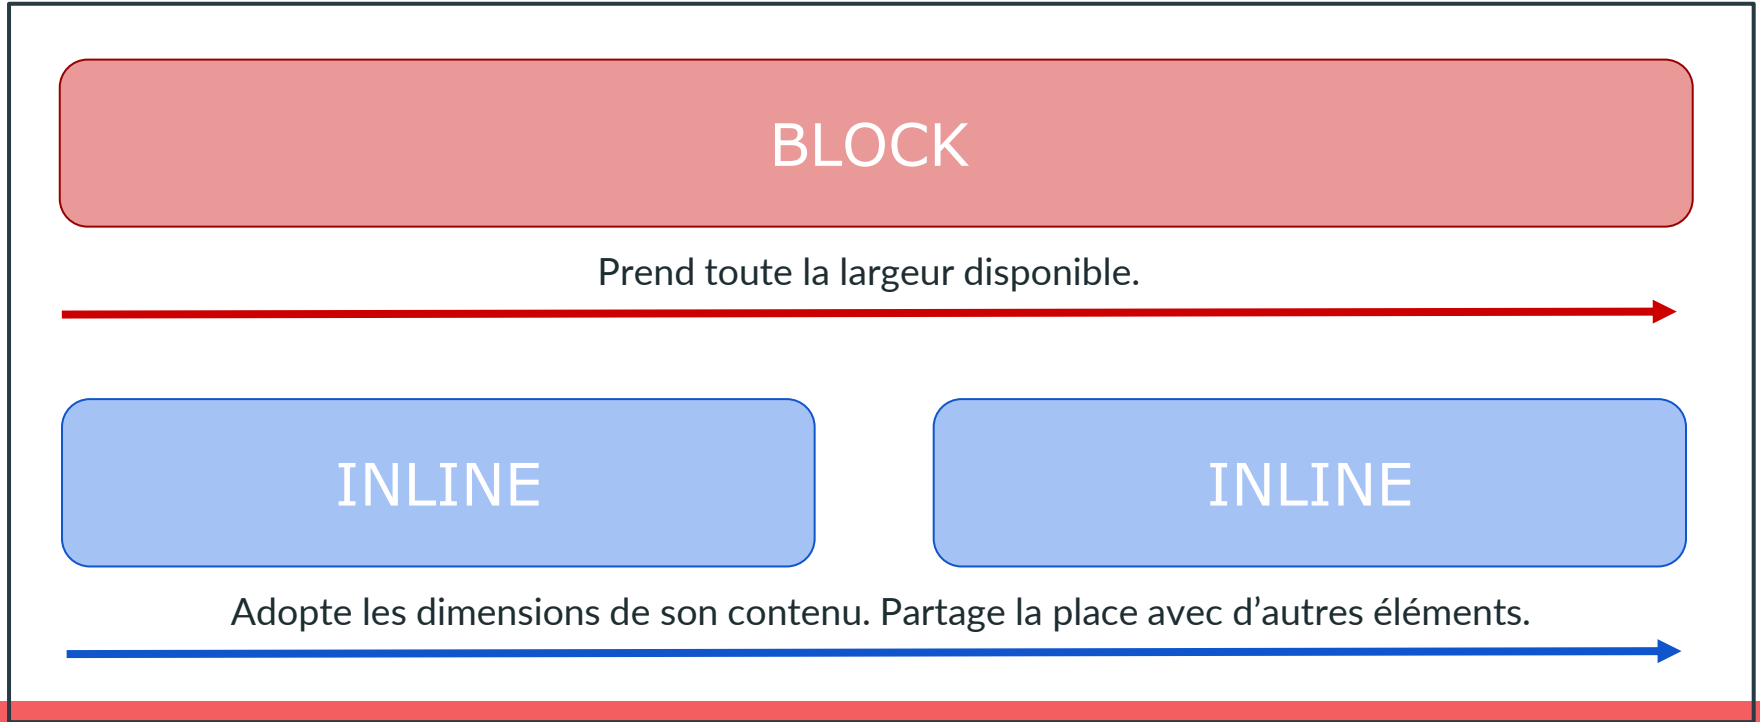 BLOCK
Prend toute la largeur disponible.
INLINE INLINE
Adopte les dimensions de son contenu. Partage la place avec d’autres éléments.